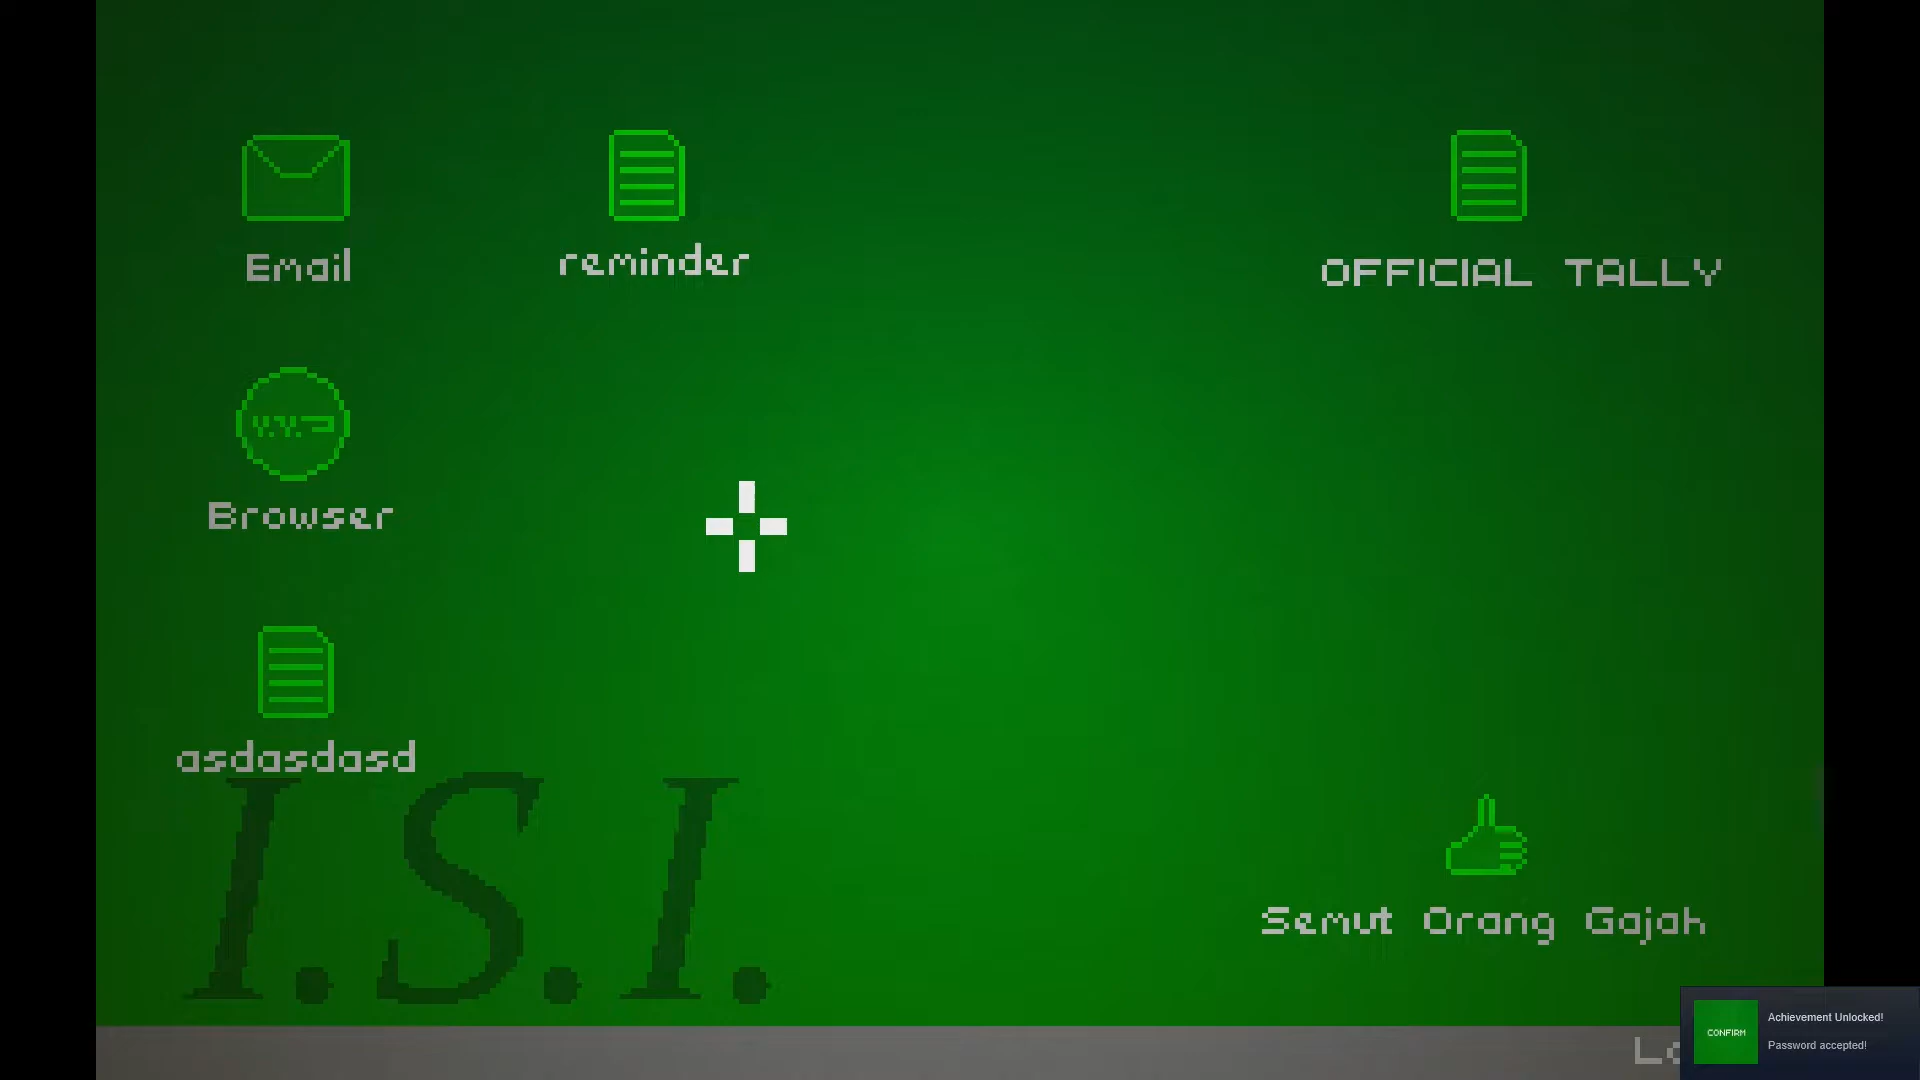 Email
reminder
OFFICIAL TALLY
Browser
asdasdasd
I.S.I.
Semut Orang Gajah
CONFIRM
Achievement Unlocked!
Password accepted!